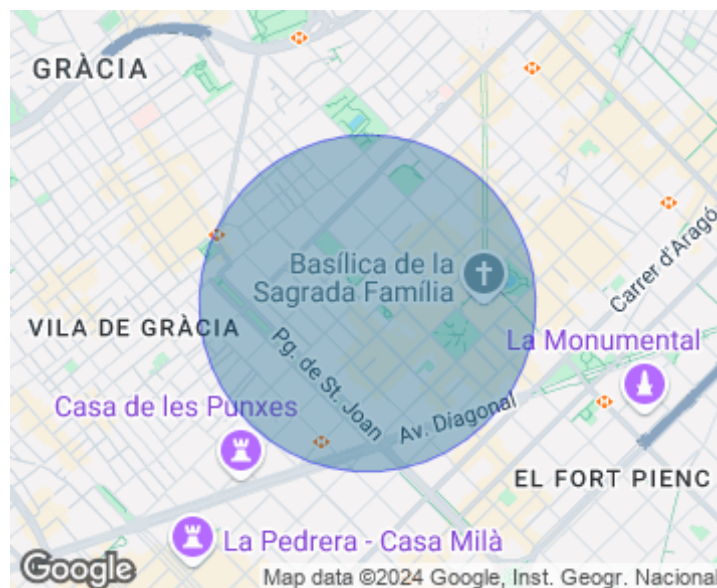 GRÀCIA
Basílica de la
Sagrada Família
Carrer d'Aragó
VILA DE GRÀCIA
Pg. de St. Joan
La Monumental
Casa de les Punxes
Av. Diagonal
EL FORT PIENC
La Pedrera - Casa Milà
Google
Map data ©2024 Google, Inst. Geogr. Nacional